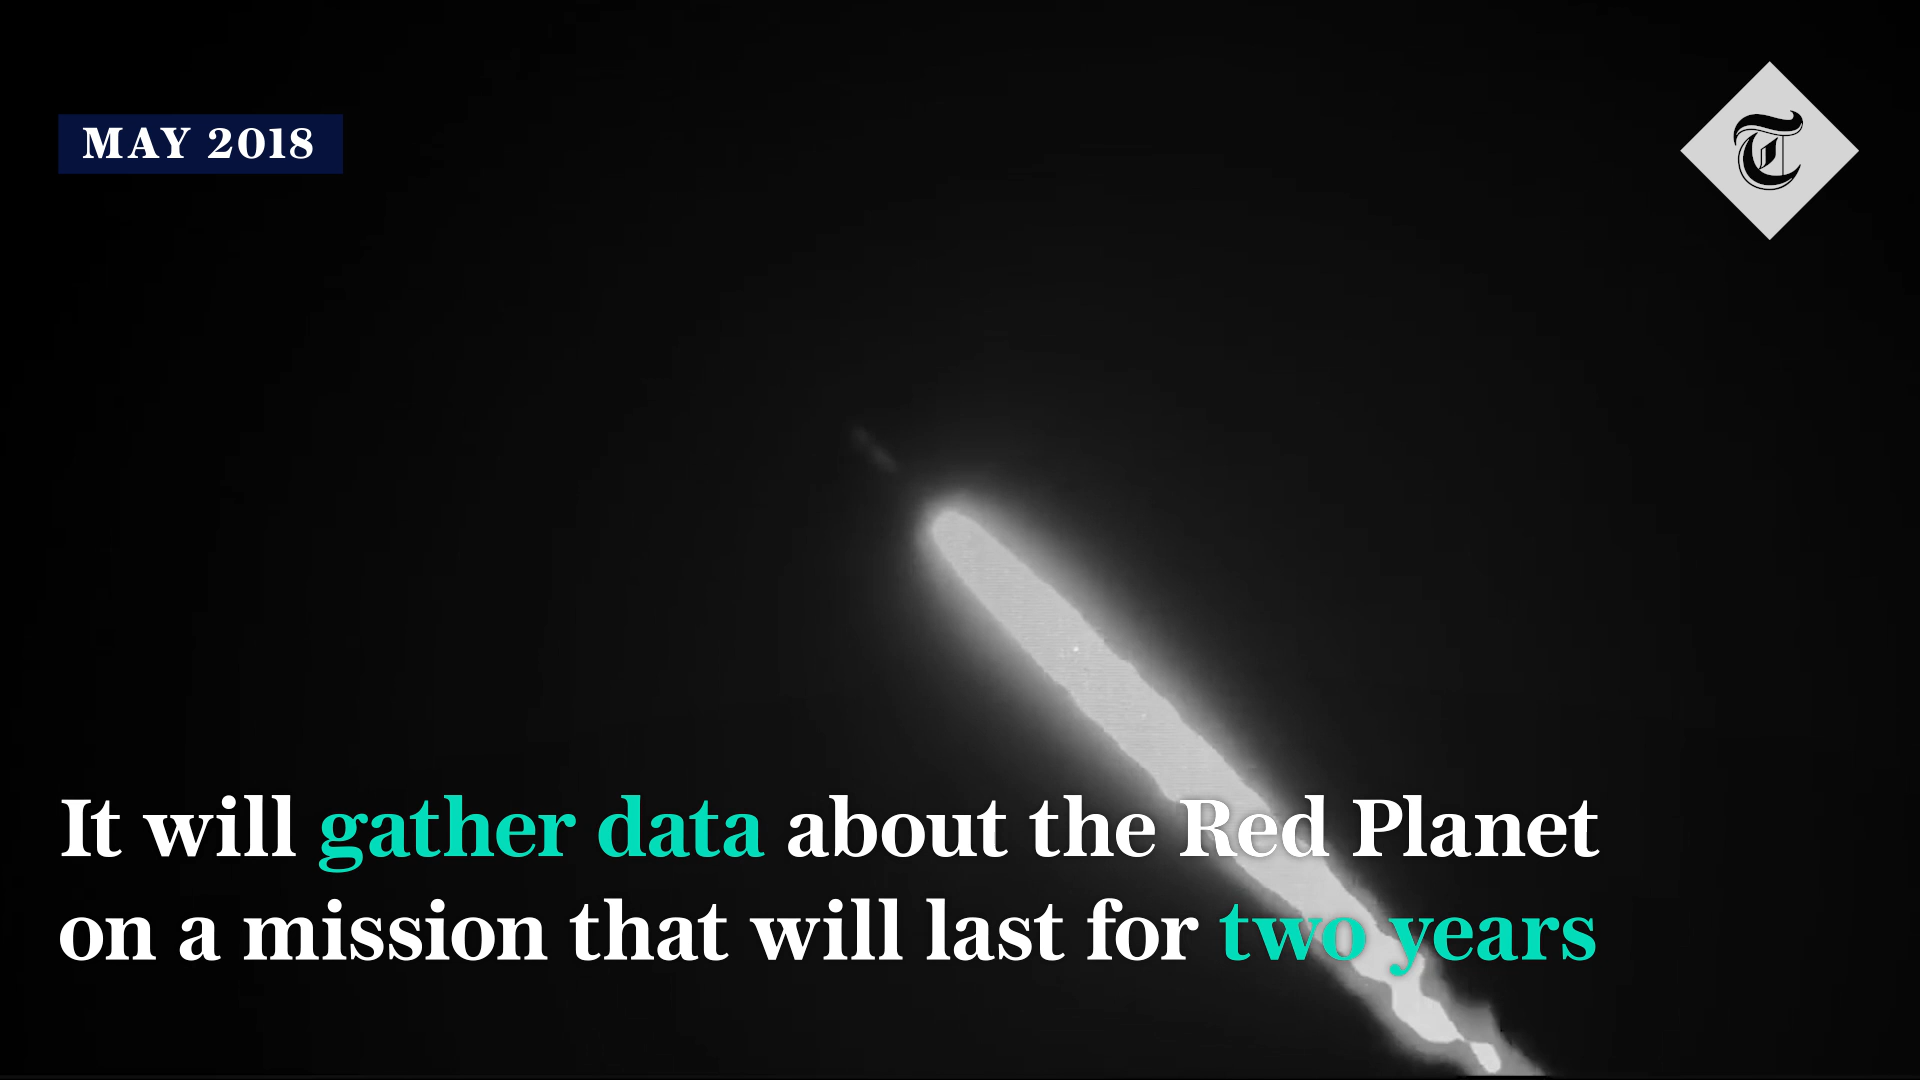 MAY 2018
T
It will gather data about the Red Planet
on a mission that will last for two years